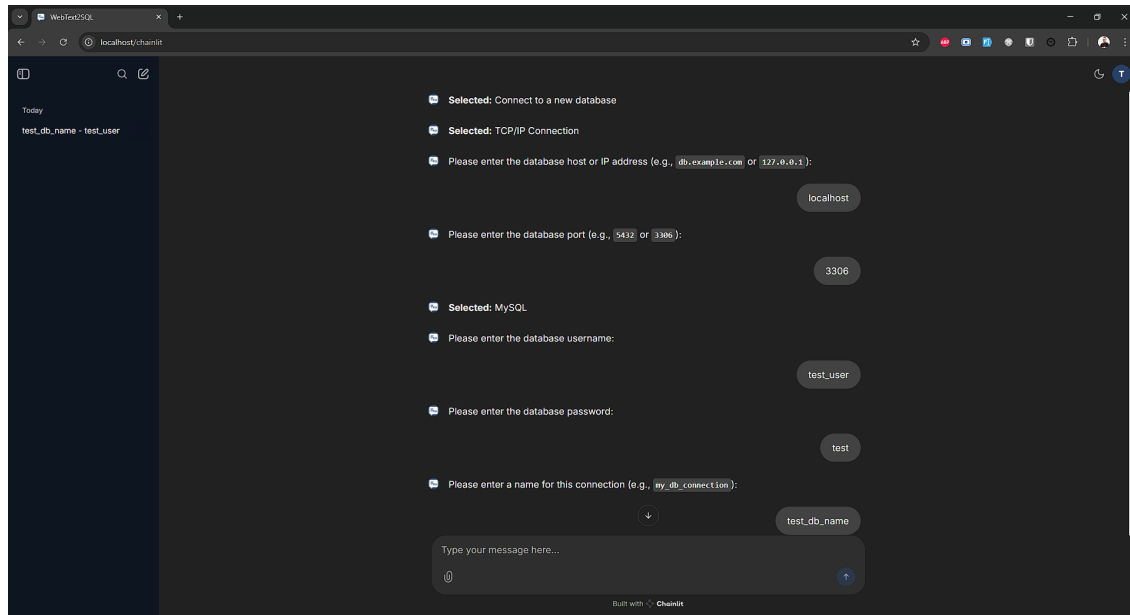 WebText2SQL
localhost/chainlit
ABP
T
Today
test_db_name - test_user
Selected: Connect to a new database
Selected: TCP/IP Connection
Please enter the database host or IP address (e.g., db.example.com or 127.0.0.1):
localhost
Please enter the database port (e.g., 5432 or 3306):
3306
Selected: MySQL
Please enter the database username:
test_user
Please enter the database password:
test
Please enter a name for this connection (e.g., my_db_connection):
test_db_name
Type your message here...
Built with Chainlit